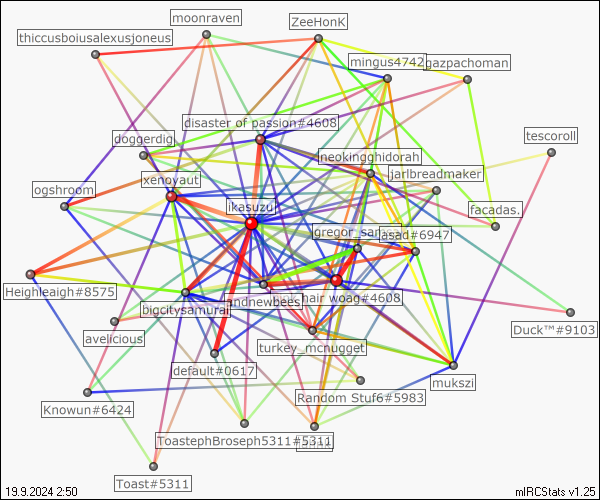 moonraven
ZeeHonK
thiccusboiusalexusjoneus
mingus4742
gazpachoman
disaster of passion#4608
tescoroll
doggerdig
neokingghidorah
xenoyaut
jarlbreadmaker
ogshroom
ikasuzu
facadas.
asad#6947
Heighleaigh#8575
andnewbees
hair woag#4608
bigcitysamurai
avelicious
Duck™#9103
turkey_mcnugget
default#0617
mukszi
Random Stuf6#5983
Knowun#6424
ToastephBroseph5311#5311
Toast#5311
19.9.2024 2:50
mIRCStats v1.25